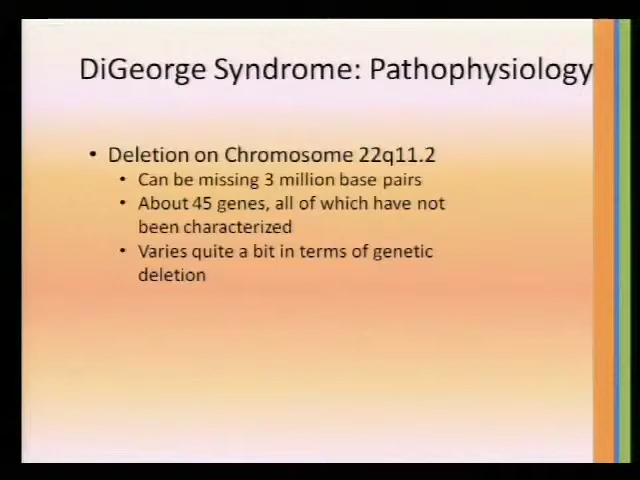 DiGeorge Syndrome: Pathophysiology
• Deletion on Chromosome 22q11.2
• Can be missing 3 million base pairs
• About 45 genes, all of which have not
been characterized
• Varies quite a bit in terms of genetic
deletion